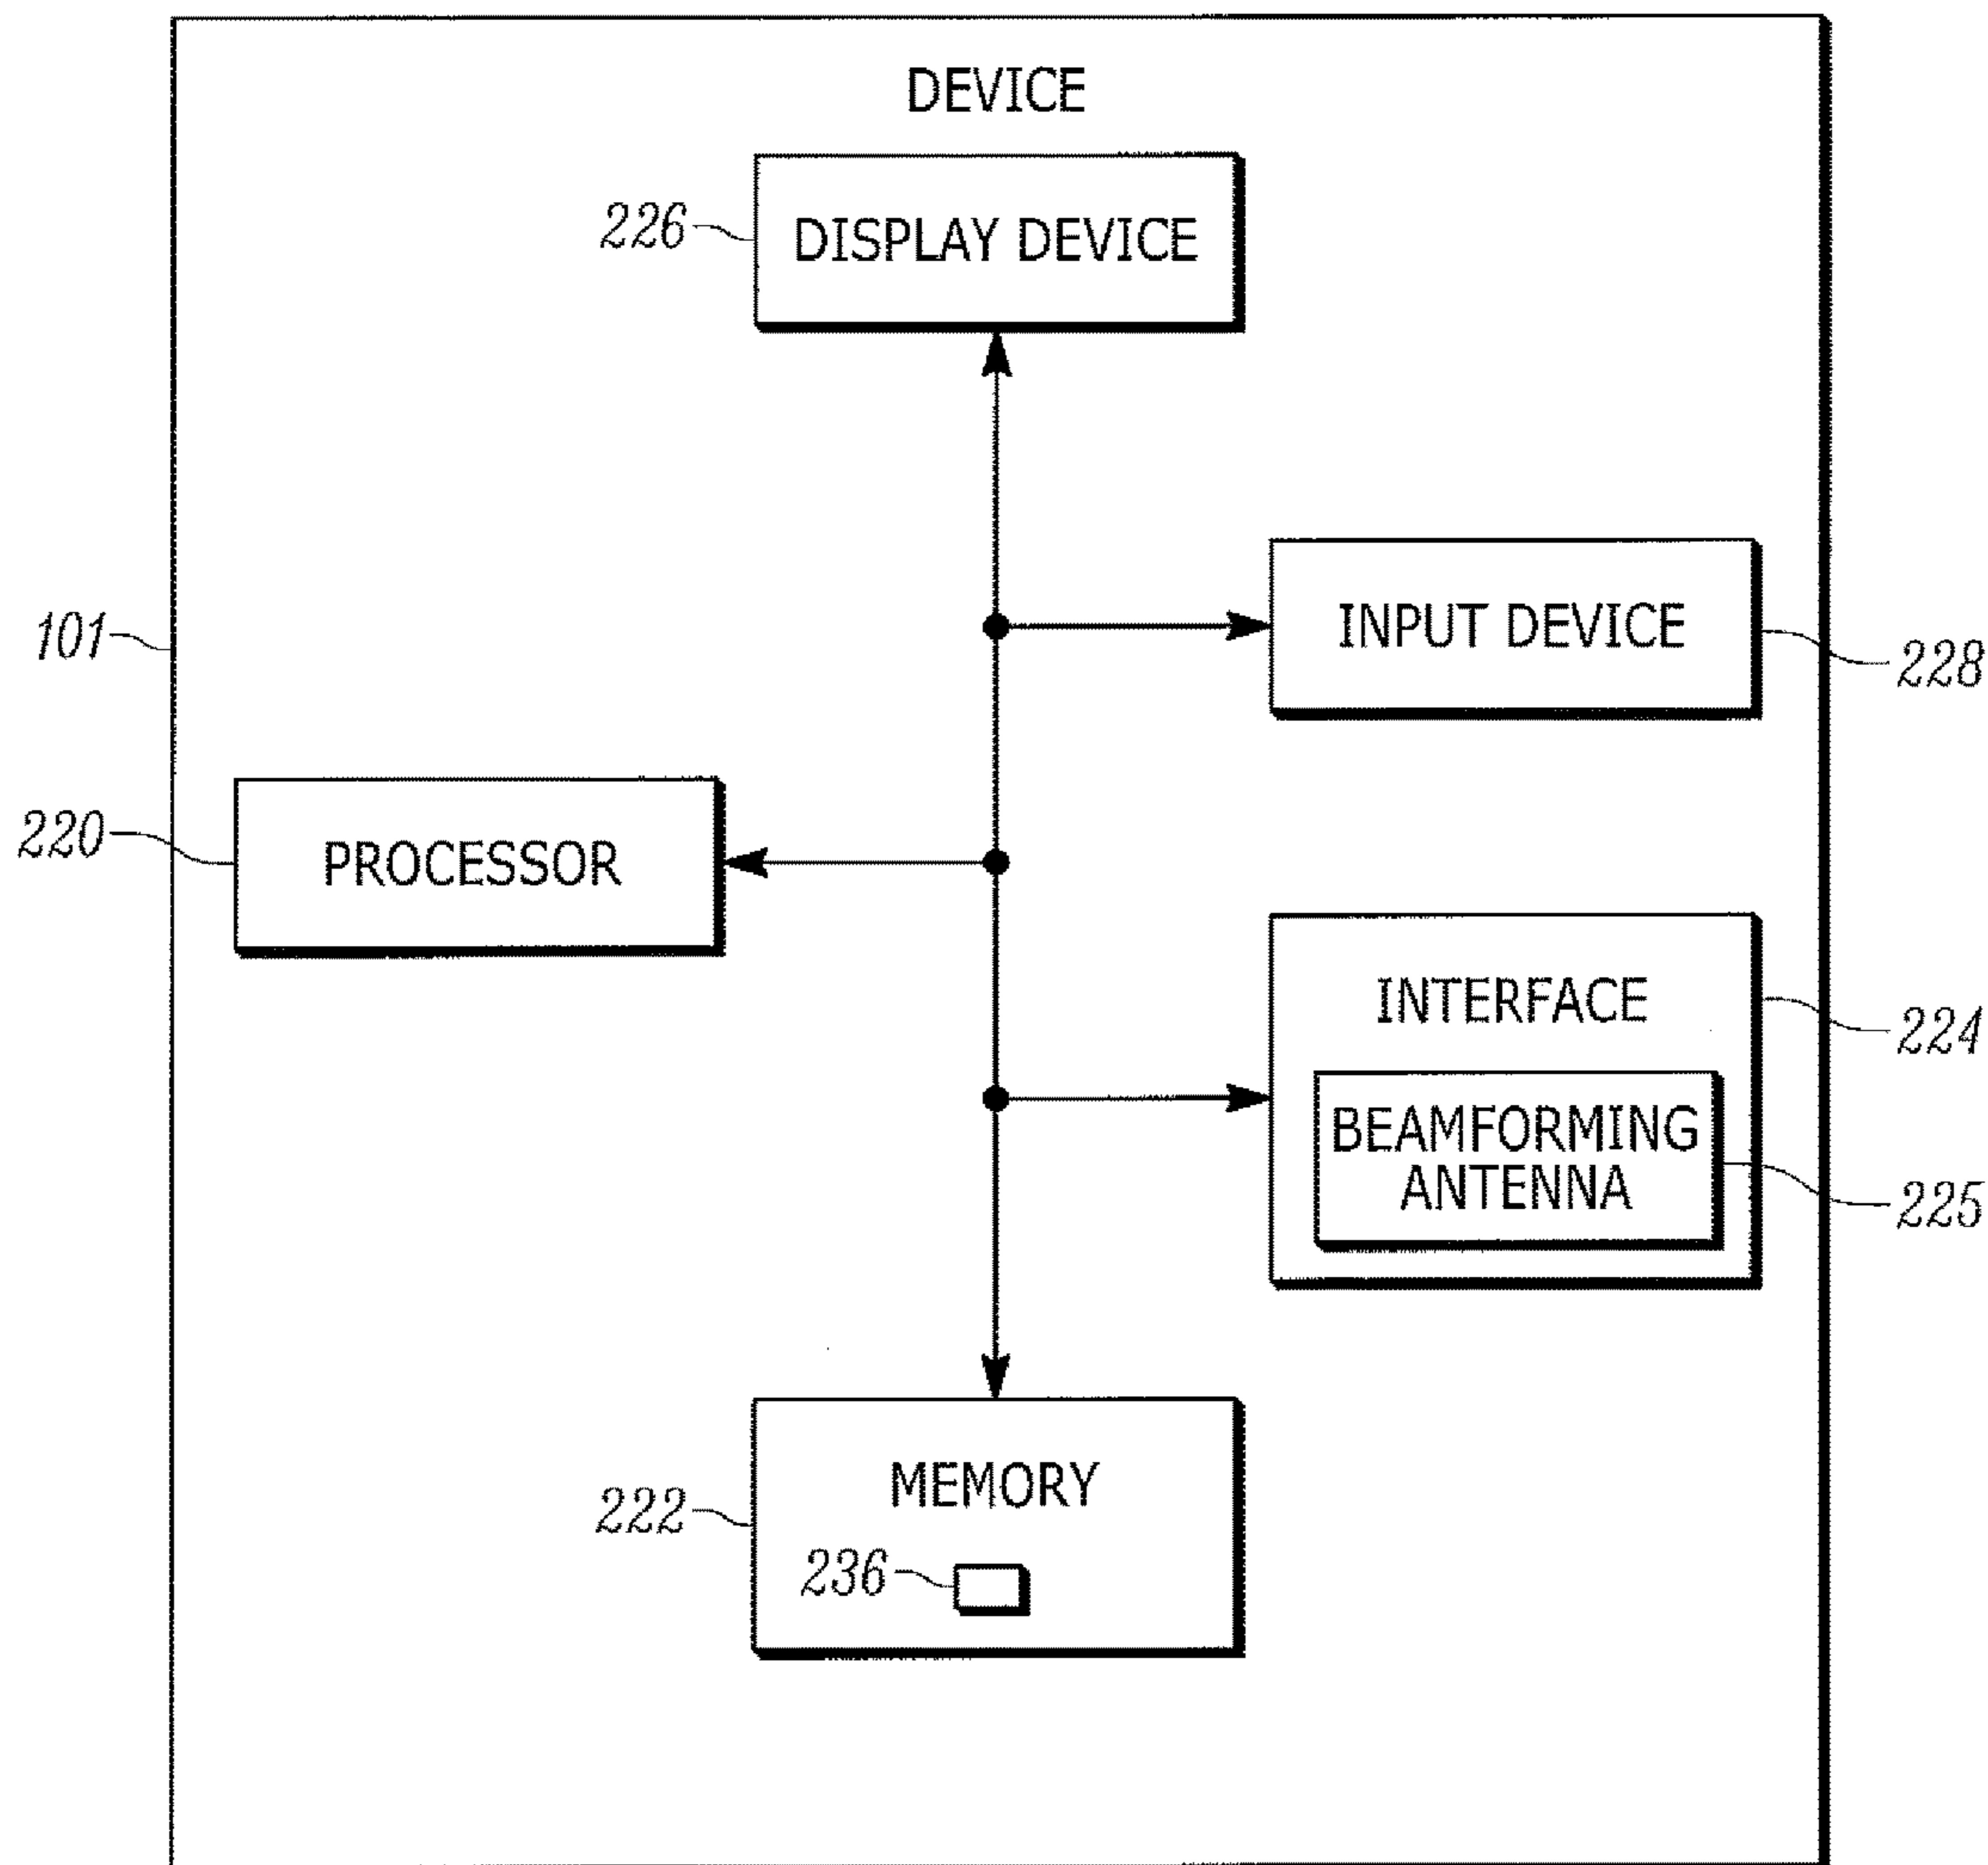 DEVICE
226
DISPLAY DEVICE
101
INPUT DEVICE
228
220
PROCESSOR
INTERFACE
224
BEAMFORMING
ANTENNA
225
222
MEMORY
236